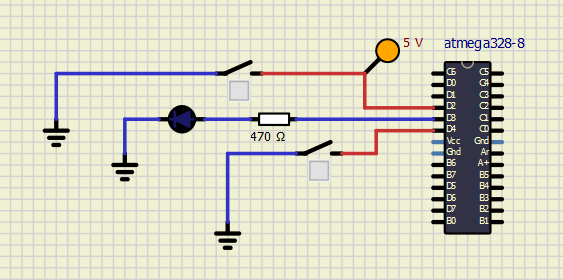 5 V
atmega328-8
C6 C5
D0 C4
D1 C3
D2 C2
D3 C1
D4 C0
Vcc Gnd
Gnd Ar
B6 A+
B7 B5
D5 B4
D6 B3
D7 B2
B0 B1
470 Ω